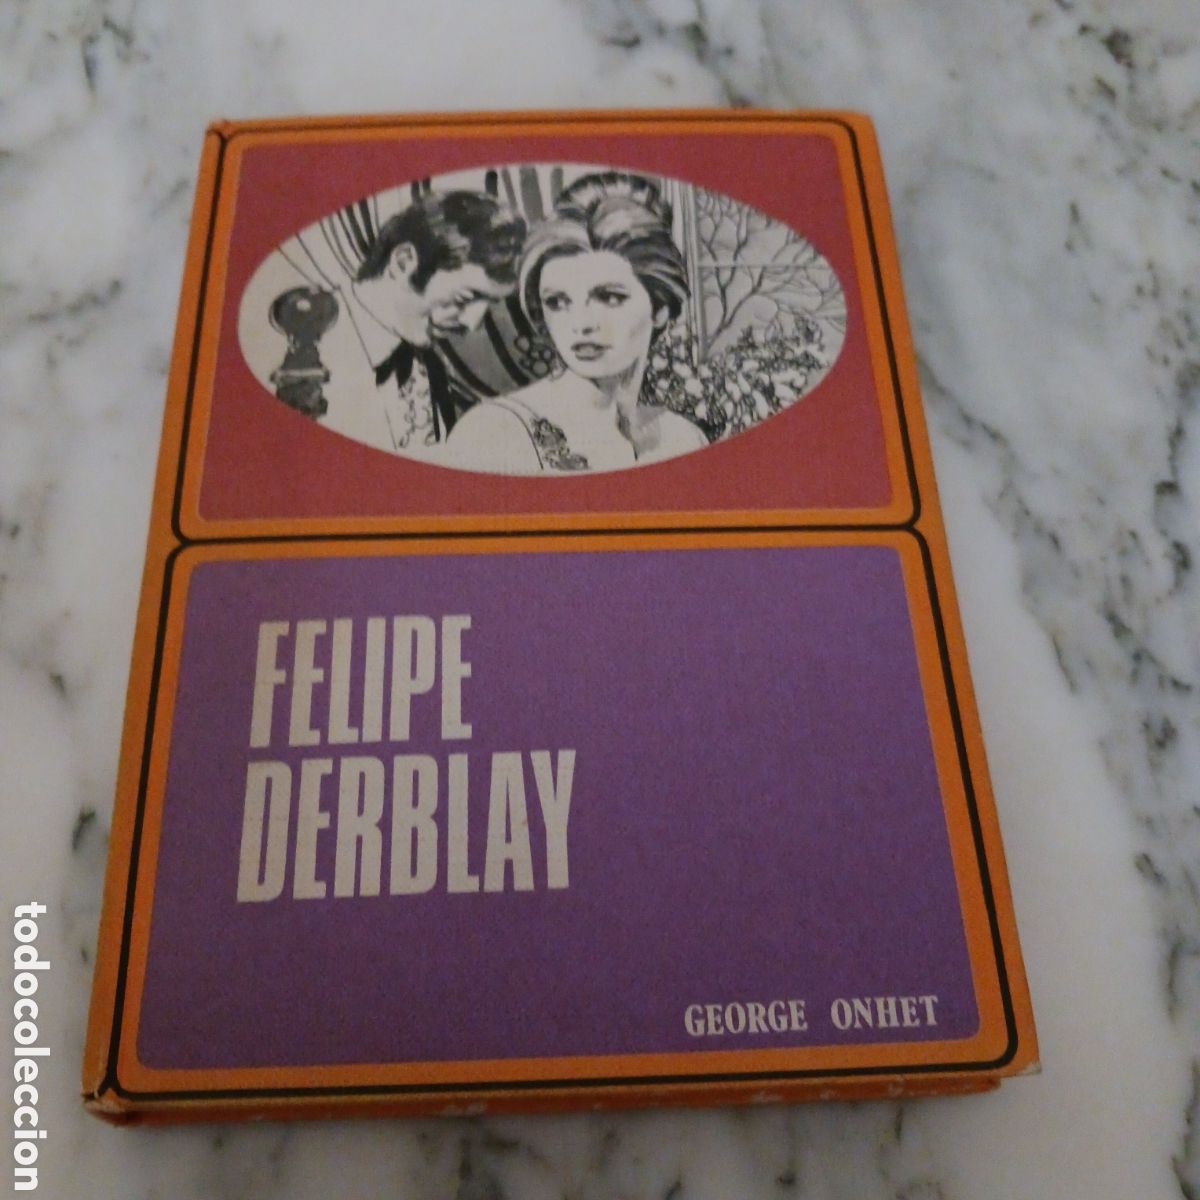 FELIPE
DERBLAY
GEORGE ONHET
todocoleccion